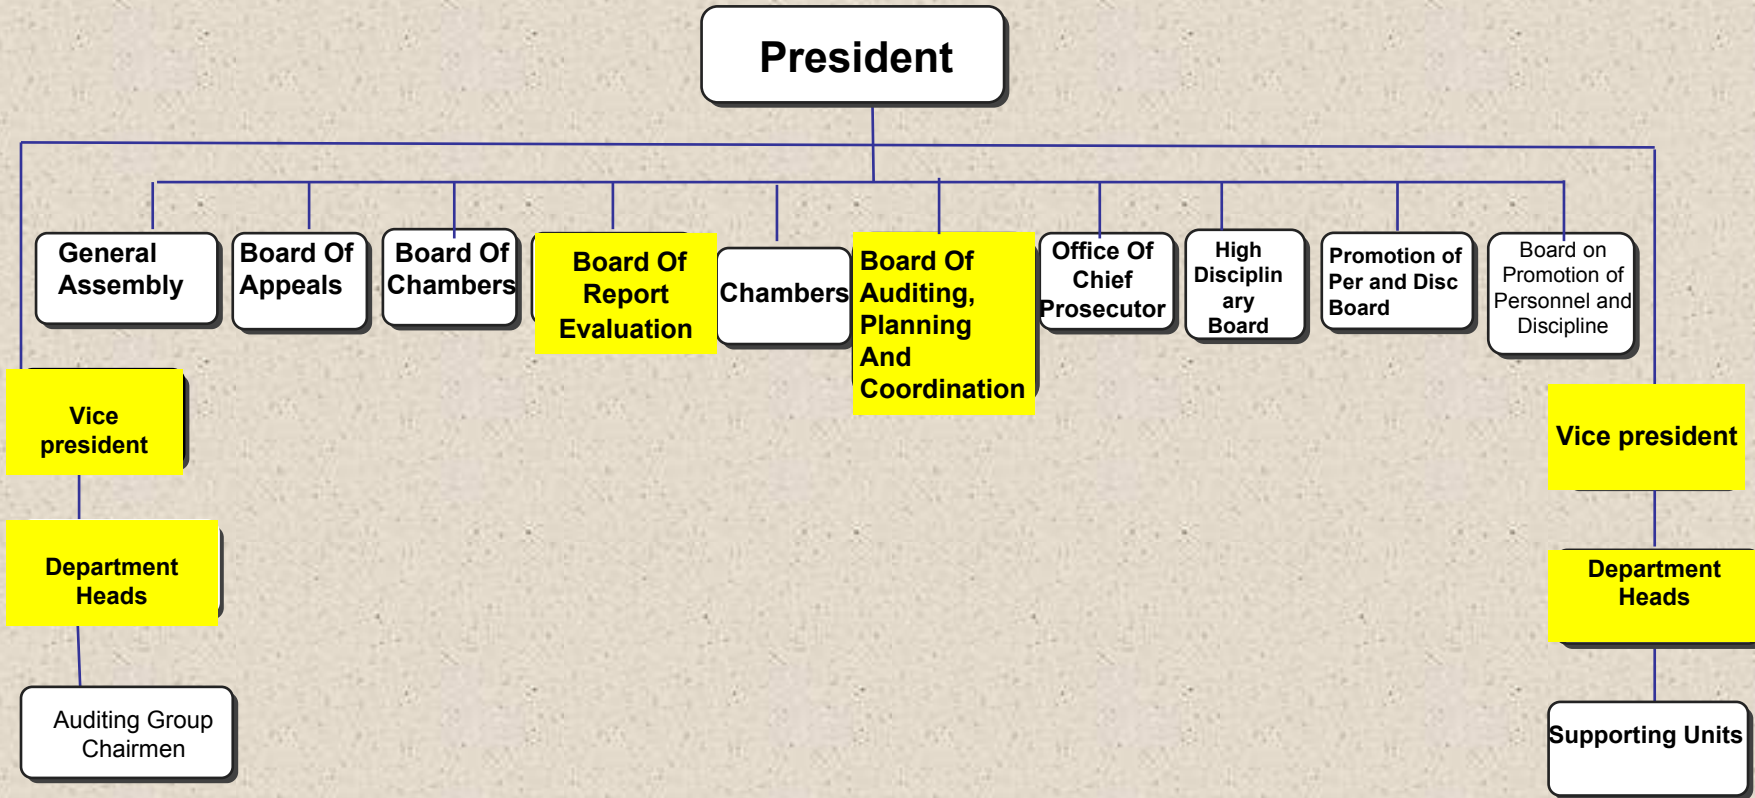 President
General
Assembly
Board Of
Appeals
Board Of
Chambers
Board Of
Report
Evaluation
Chambers
Board Of
Auditing,
Planning
And
Coordination
Office Of
Chief
Prosecutor
High
Disciplin
ary
Board
Promotion of
Per and Disc
Board
Board on
Promotion of
Personnel and
Discipline
Vice
president
Vice president
Department
Heads
Department
Heads
Auditing Group
Chairmen
Supporting Units